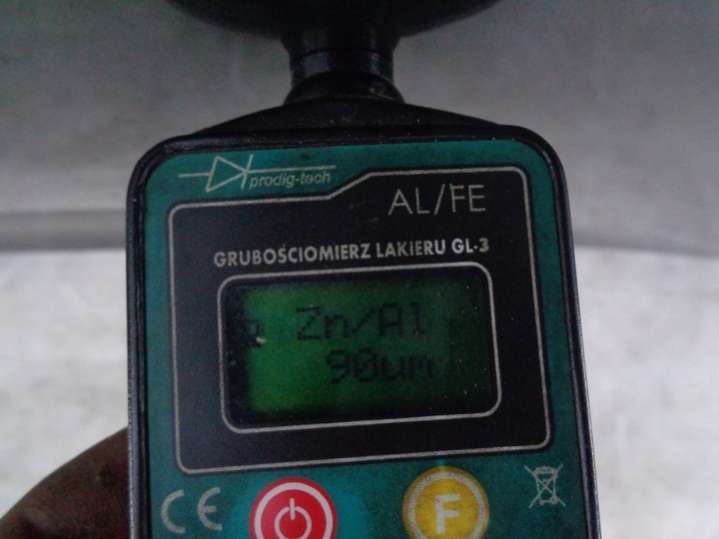 prodig-tech
AL/FE
GRUBOŚCIOMIERZ LAKIERU GL-3
Zn/Al
90um
CE
F